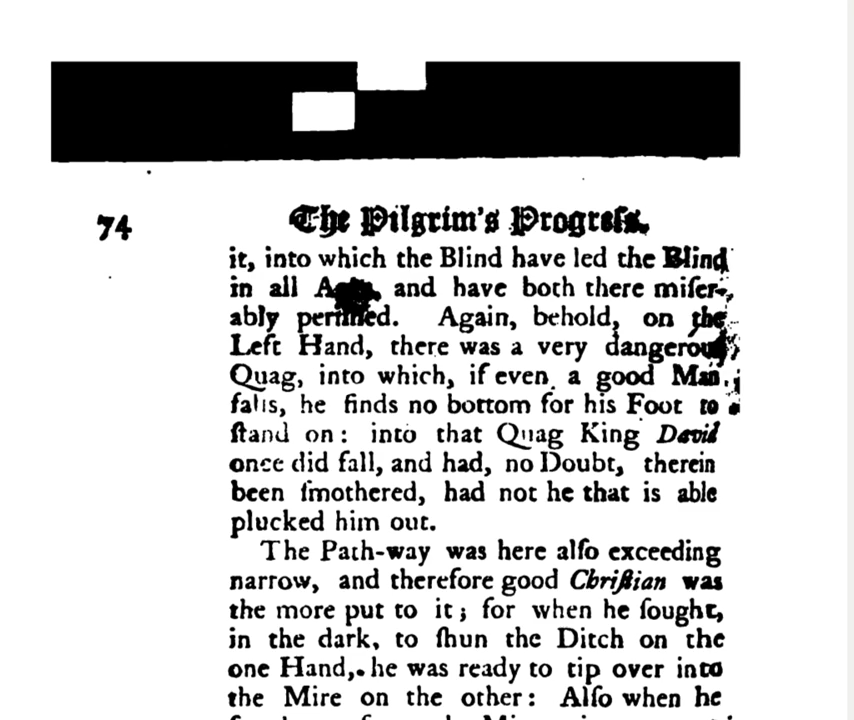 74 The Pilgrim's Progreſs.
it, into which the Blind have led the Blind
in all and have both there miſer-
ably Again, behold, on the
Left Hand, there was a very dangerous
Quag, into which, if even a good Man
falls, he finds no bottom for his Foot to
ſtand on: into that Quag King David
once did fall, and had, no Doubt, therein
been ſmothered, had not he that is able
plucked him out.
The Path-way was here alſo exceeding
narrow, and therefore good Chriſtian was
the more put to it; for when he ſought,
in the dark, to ſhun the Ditch on the
one Hand, he was ready to tip over into
the Mire on the other: Alſo when he